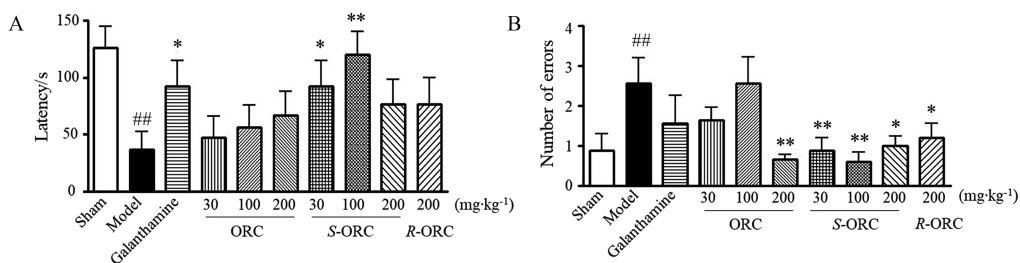 A
Latency/s
150
100
50
0
##
*
*
**
Sham
Model
Galanthamine
30 100 200 30 100 200 200 (mg·kg⁻¹)
ORC S-ORC R-ORC
B
Number of errors
4
3
2
1
0
##
**
**
**
*
*
Sham
Model
Galanthamine
30 100 200 30 100 200 200 (mg·kg⁻¹)
ORC S-ORC R-ORC